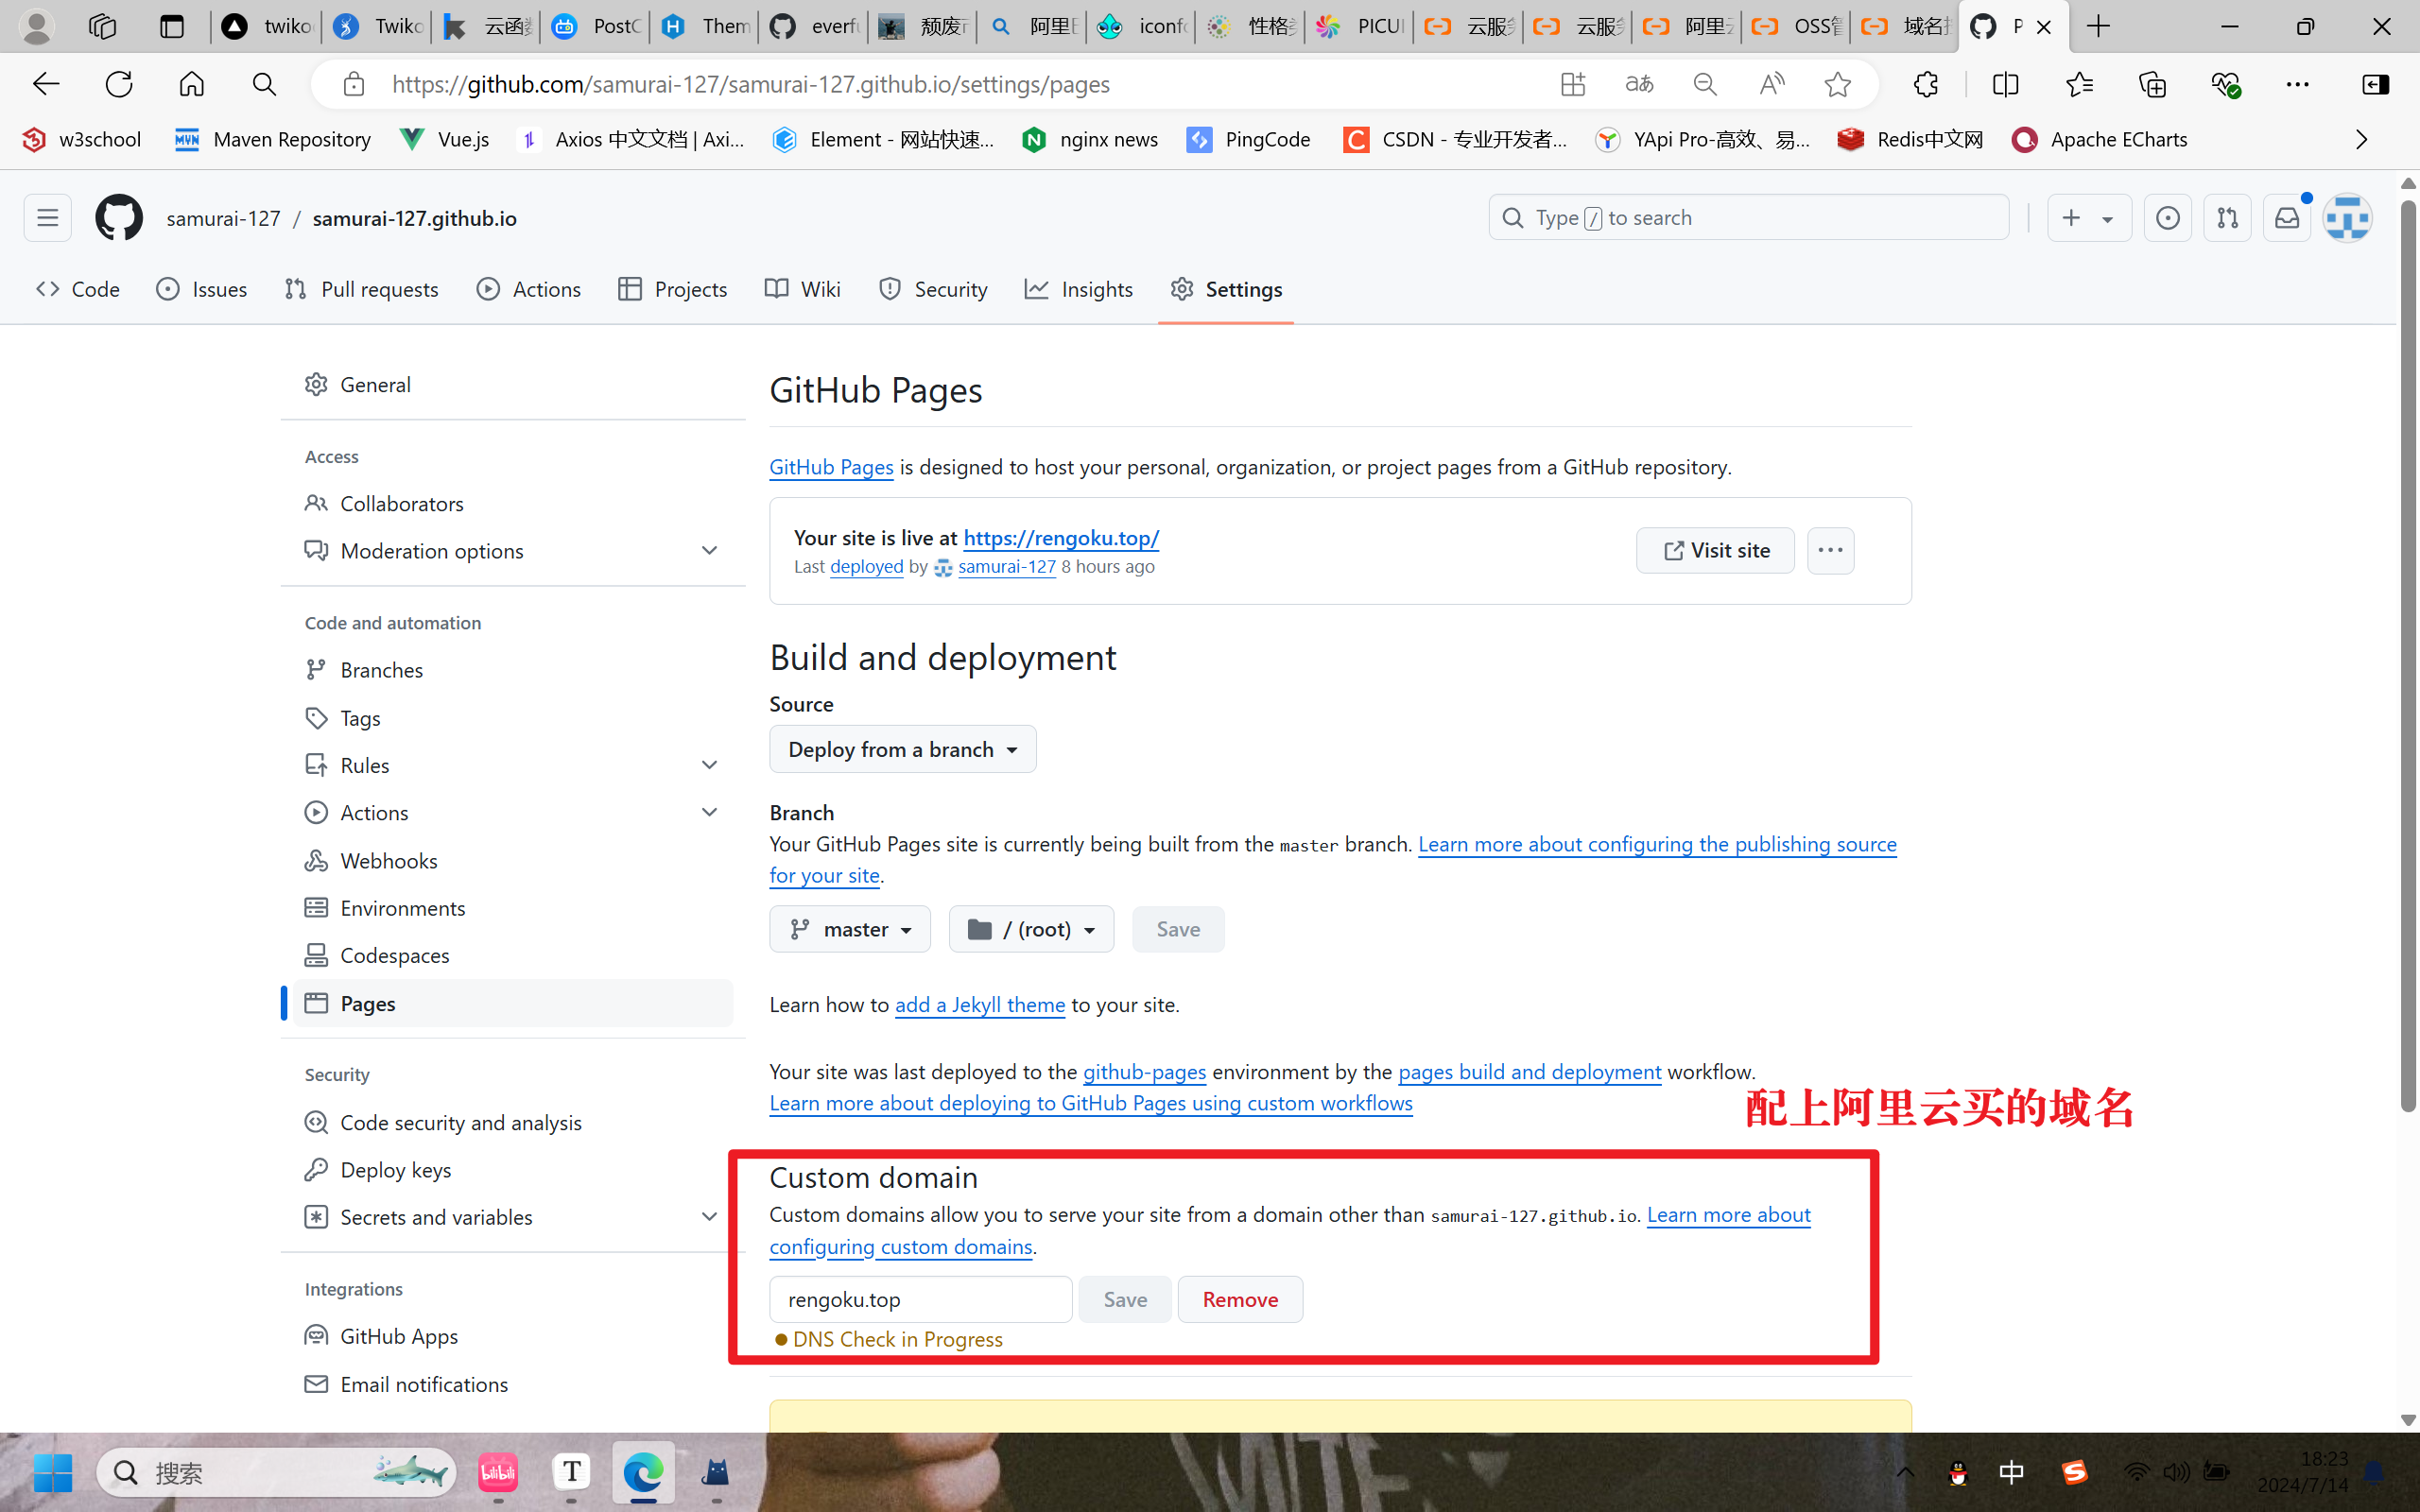 twiko
Twiko
云函数
PostC
Them
everfu
颓废
阿里巴
iconfo
性格类
PICUI
云服务
云服务
阿里云
OSS管
域名
P
https://github.com/samurai-127/samurai-127.github.io/settings/pages
w3school
Maven Repository
Vue.js
Axios 中文文档 | Axi...
Element - 网站快速...
nginx news
PingCode
CSDN - 专业开发者...
YApi Pro-高效、易...
Redis中文网
Apache ECharts
samurai-127 / samurai-127.github.io
Type / to search
Code
Issues
Pull requests
Actions
Projects
Wiki
Security
Insights
Settings
General
Access
Collaborators
Moderation options
Code and automation
Branches
Tags
Rules
Actions
Webhooks
Environments
Codespaces
Pages
Security
Code security and analysis
Deploy keys
Secrets and variables
Integrations
GitHub Apps
Email notifications
GitHub Pages
GitHub Pages is designed to host your personal, organization, or project pages from a GitHub repository.
Your site is live at https://rengoku.top/
Last deployed by samurai-127 8 hours ago
Visit site
Build and deployment
Source
Deploy from a branch
Branch
Your GitHub Pages site is currently being built from the master branch. Learn more about configuring the publishing source
for your site.
master
/ (root)
Save
Learn how to add a Jekyll theme to your site.
Your site was last deployed to the github-pages environment by the pages build and deployment workflow.
Learn more about deploying to GitHub Pages using custom workflows
配上阿里云买的域名
Custom domain
Custom domains allow you to serve your site from a domain other than samurai-127.github.io. Learn more about
configuring custom domains.
rengoku.top
Save
Remove
DNS Check in Progress
搜索
bilibili
T
中
18:23
2024/7/14